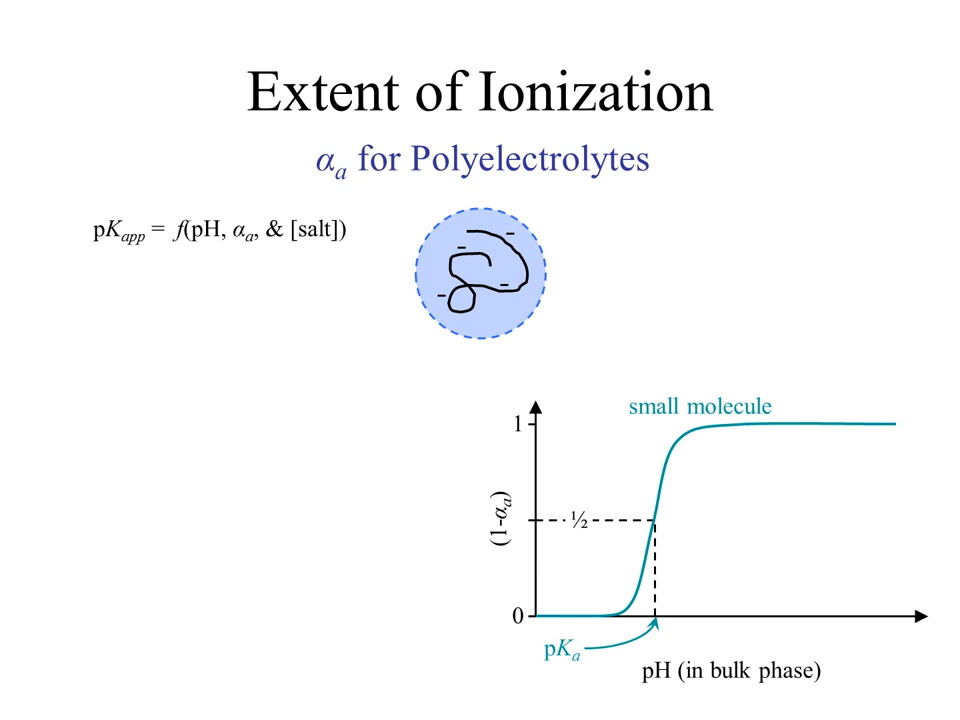 Extent of Ionization
αa for Polyelectrolytes
pKapp = f(pH, αa, & [salt])
- -
- -
small molecule
1
(1-αa)
½
0
pKa
pH (in bulk phase)